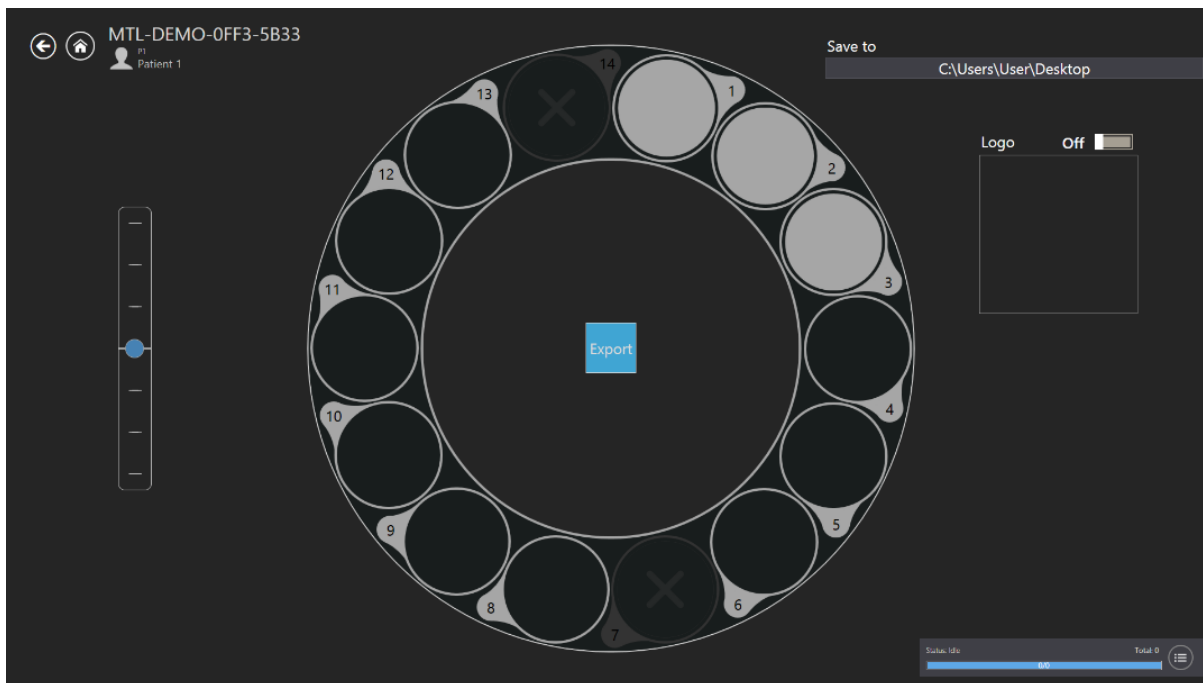 MTL-DEMO-0FF3-5B33
P1
Patient 1
Save to
C:\Users\User\Desktop
Logo Off
14
1
2
3
4
5
6
7
8
9
10
11
12
13
Export
Status: Idle Total: 0
0/0